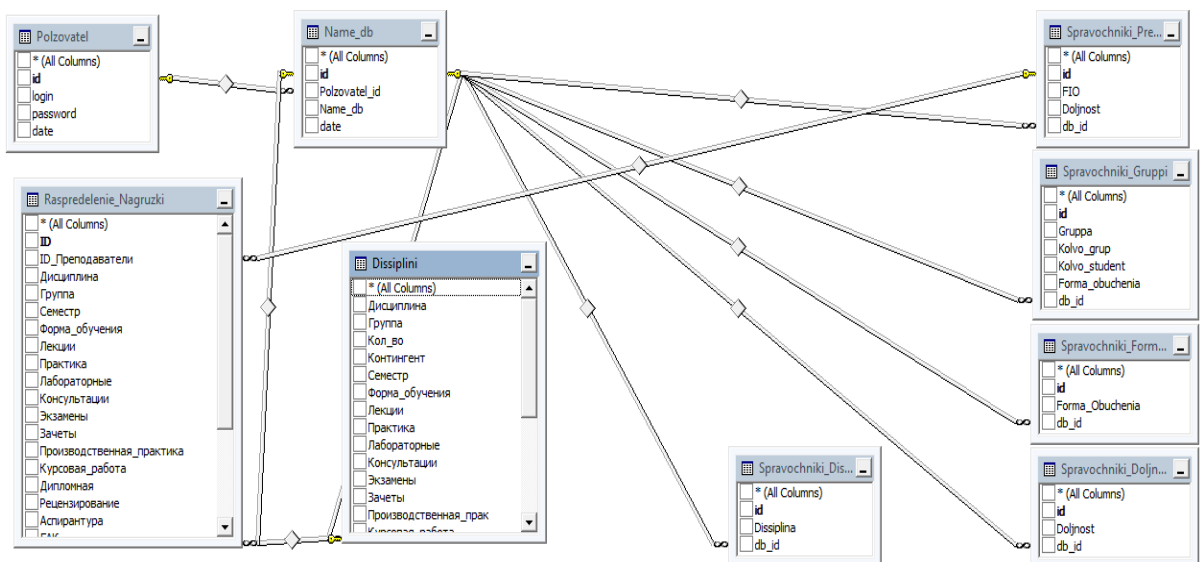 Polzovatel
* (All Columns)
id
login
password
date
Name_db
* (All Columns)
id
Polzovatel_id
Name_db
date
Spravochniki_Pre...
* (All Columns)
id
FIO
Doljnost
db_id
Raspredelenie_Nagruzki
* (All Columns)
ID
ID_Преподаватели
Дисциплина
Группа
Семестр
Форма_обучения
Лекции
Практика
Лабораторные
Консультации
Экзамены
Зачеты
Производственная_практика
Курсовая_работа
Дипломная
Рецензирование
Аспирантура
ГАК
Dissiplini
* (All Columns)
Дисциплина
Группа
Кол_во
Контингент
Семестр
Форма_обучения
Лекции
Практика
Лабораторные
Консультации
Экзамены
Зачеты
Производственная_прак
Курсовая_работа
Spravochniki_Gruppi
* (All Columns)
id
Gruppa
Kolvo_grup
Kolvo_student
Forma_obuchenia
db_id
Spravochniki_Form...
* (All Columns)
id
Forma_Obuchenia
db_id
Spravochniki_Dis...
* (All Columns)
id
Dissiplina
db_id
Spravochniki_Doljn...
* (All Columns)
id
Doljnost
db_id